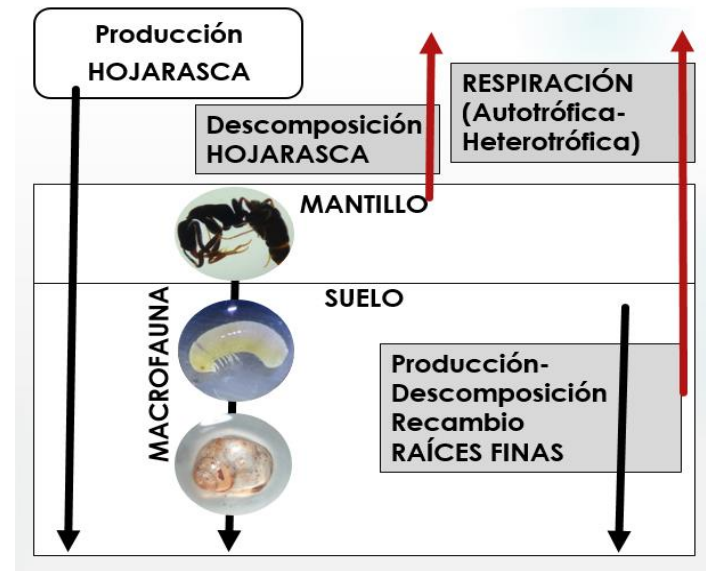 Producción
HOJARASCA
Descomposición
HOJARASCA
RESPIRACIÓN
(Autotrófica-
Heterotrófica)
MANTILLO
SUELO
MACROFAUNA
Producción-
Descomposición
Recambio
RAÍCES FINAS